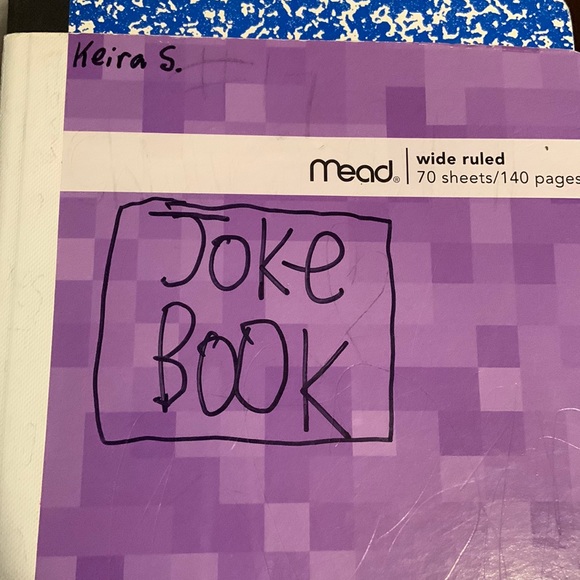 Keira S.
mead® wide ruled
70 sheets/140 pages
Joke
BOOK